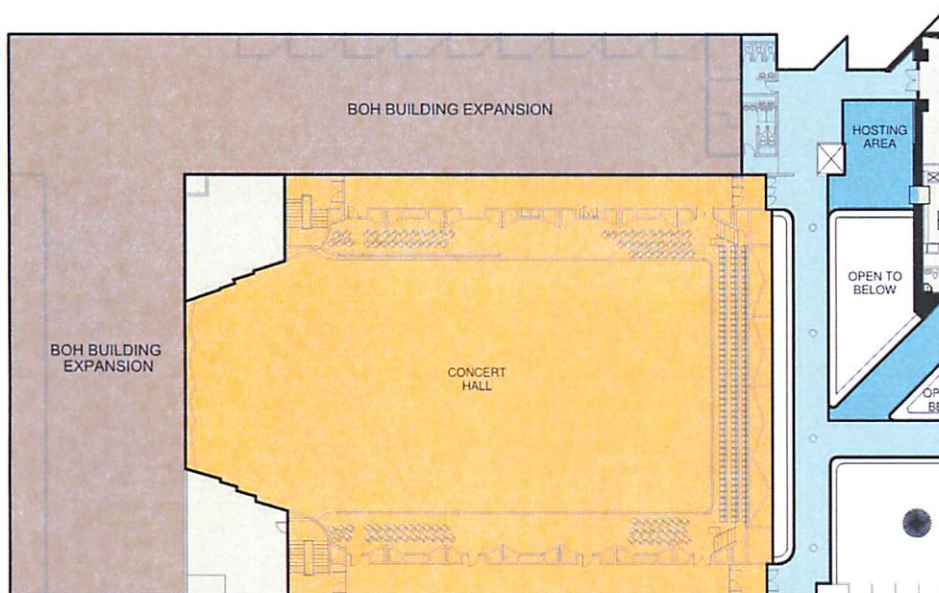 BOH BUILDING EXPANSION
HOSTING
AREA
OPEN TO
BELOW
BOH BUILDING
EXPANSION
CONCERT
HALL